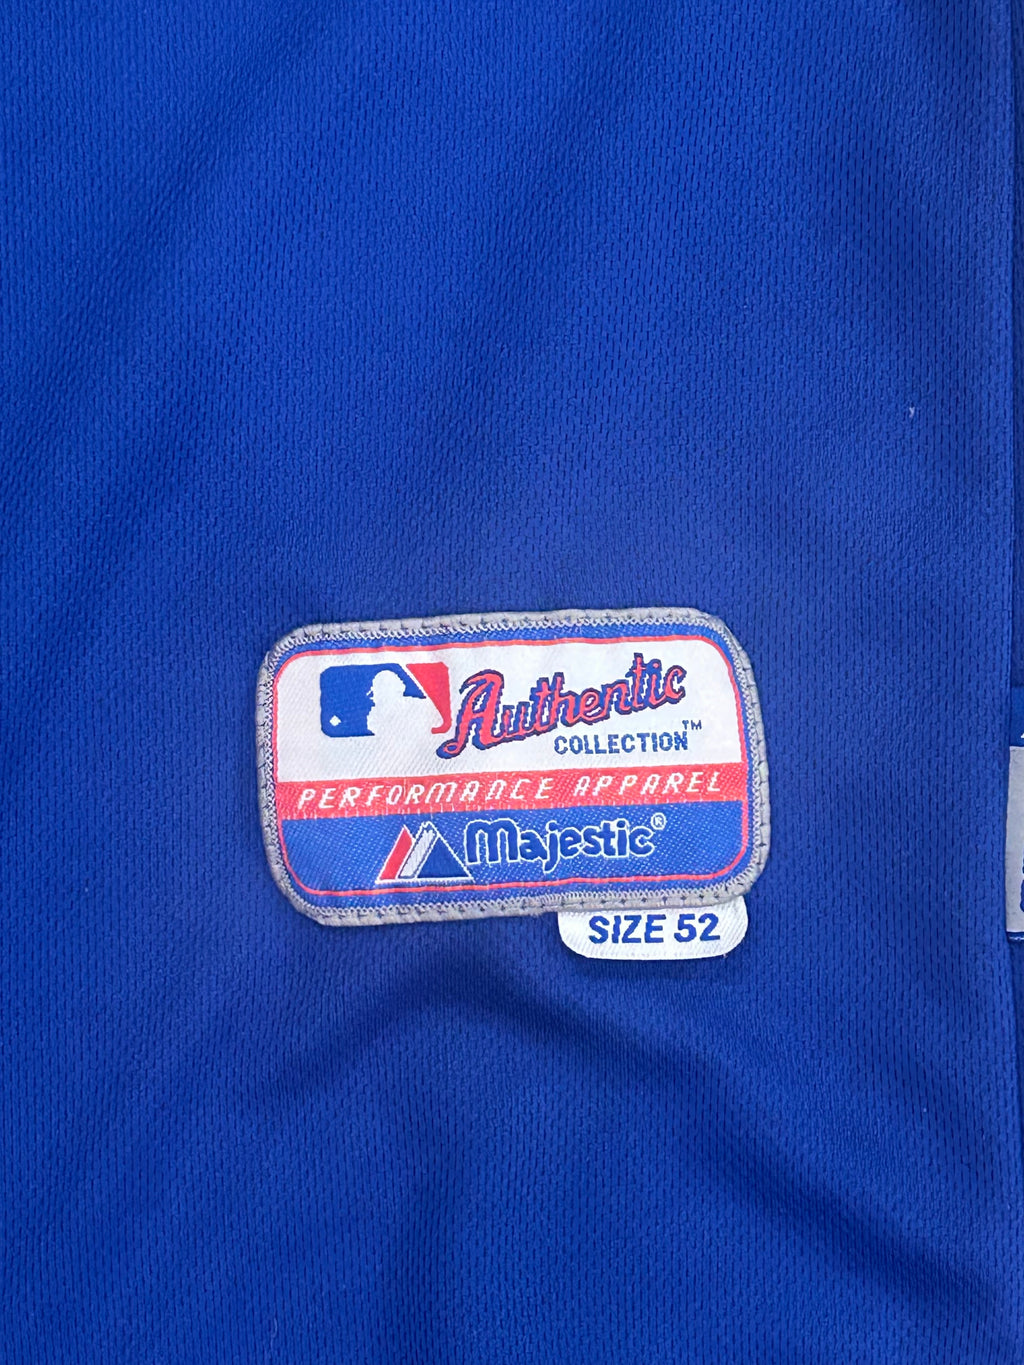 Authentic
COLLECTION™
PERFORMANCE APPAREL
Majestic®
SIZE 52